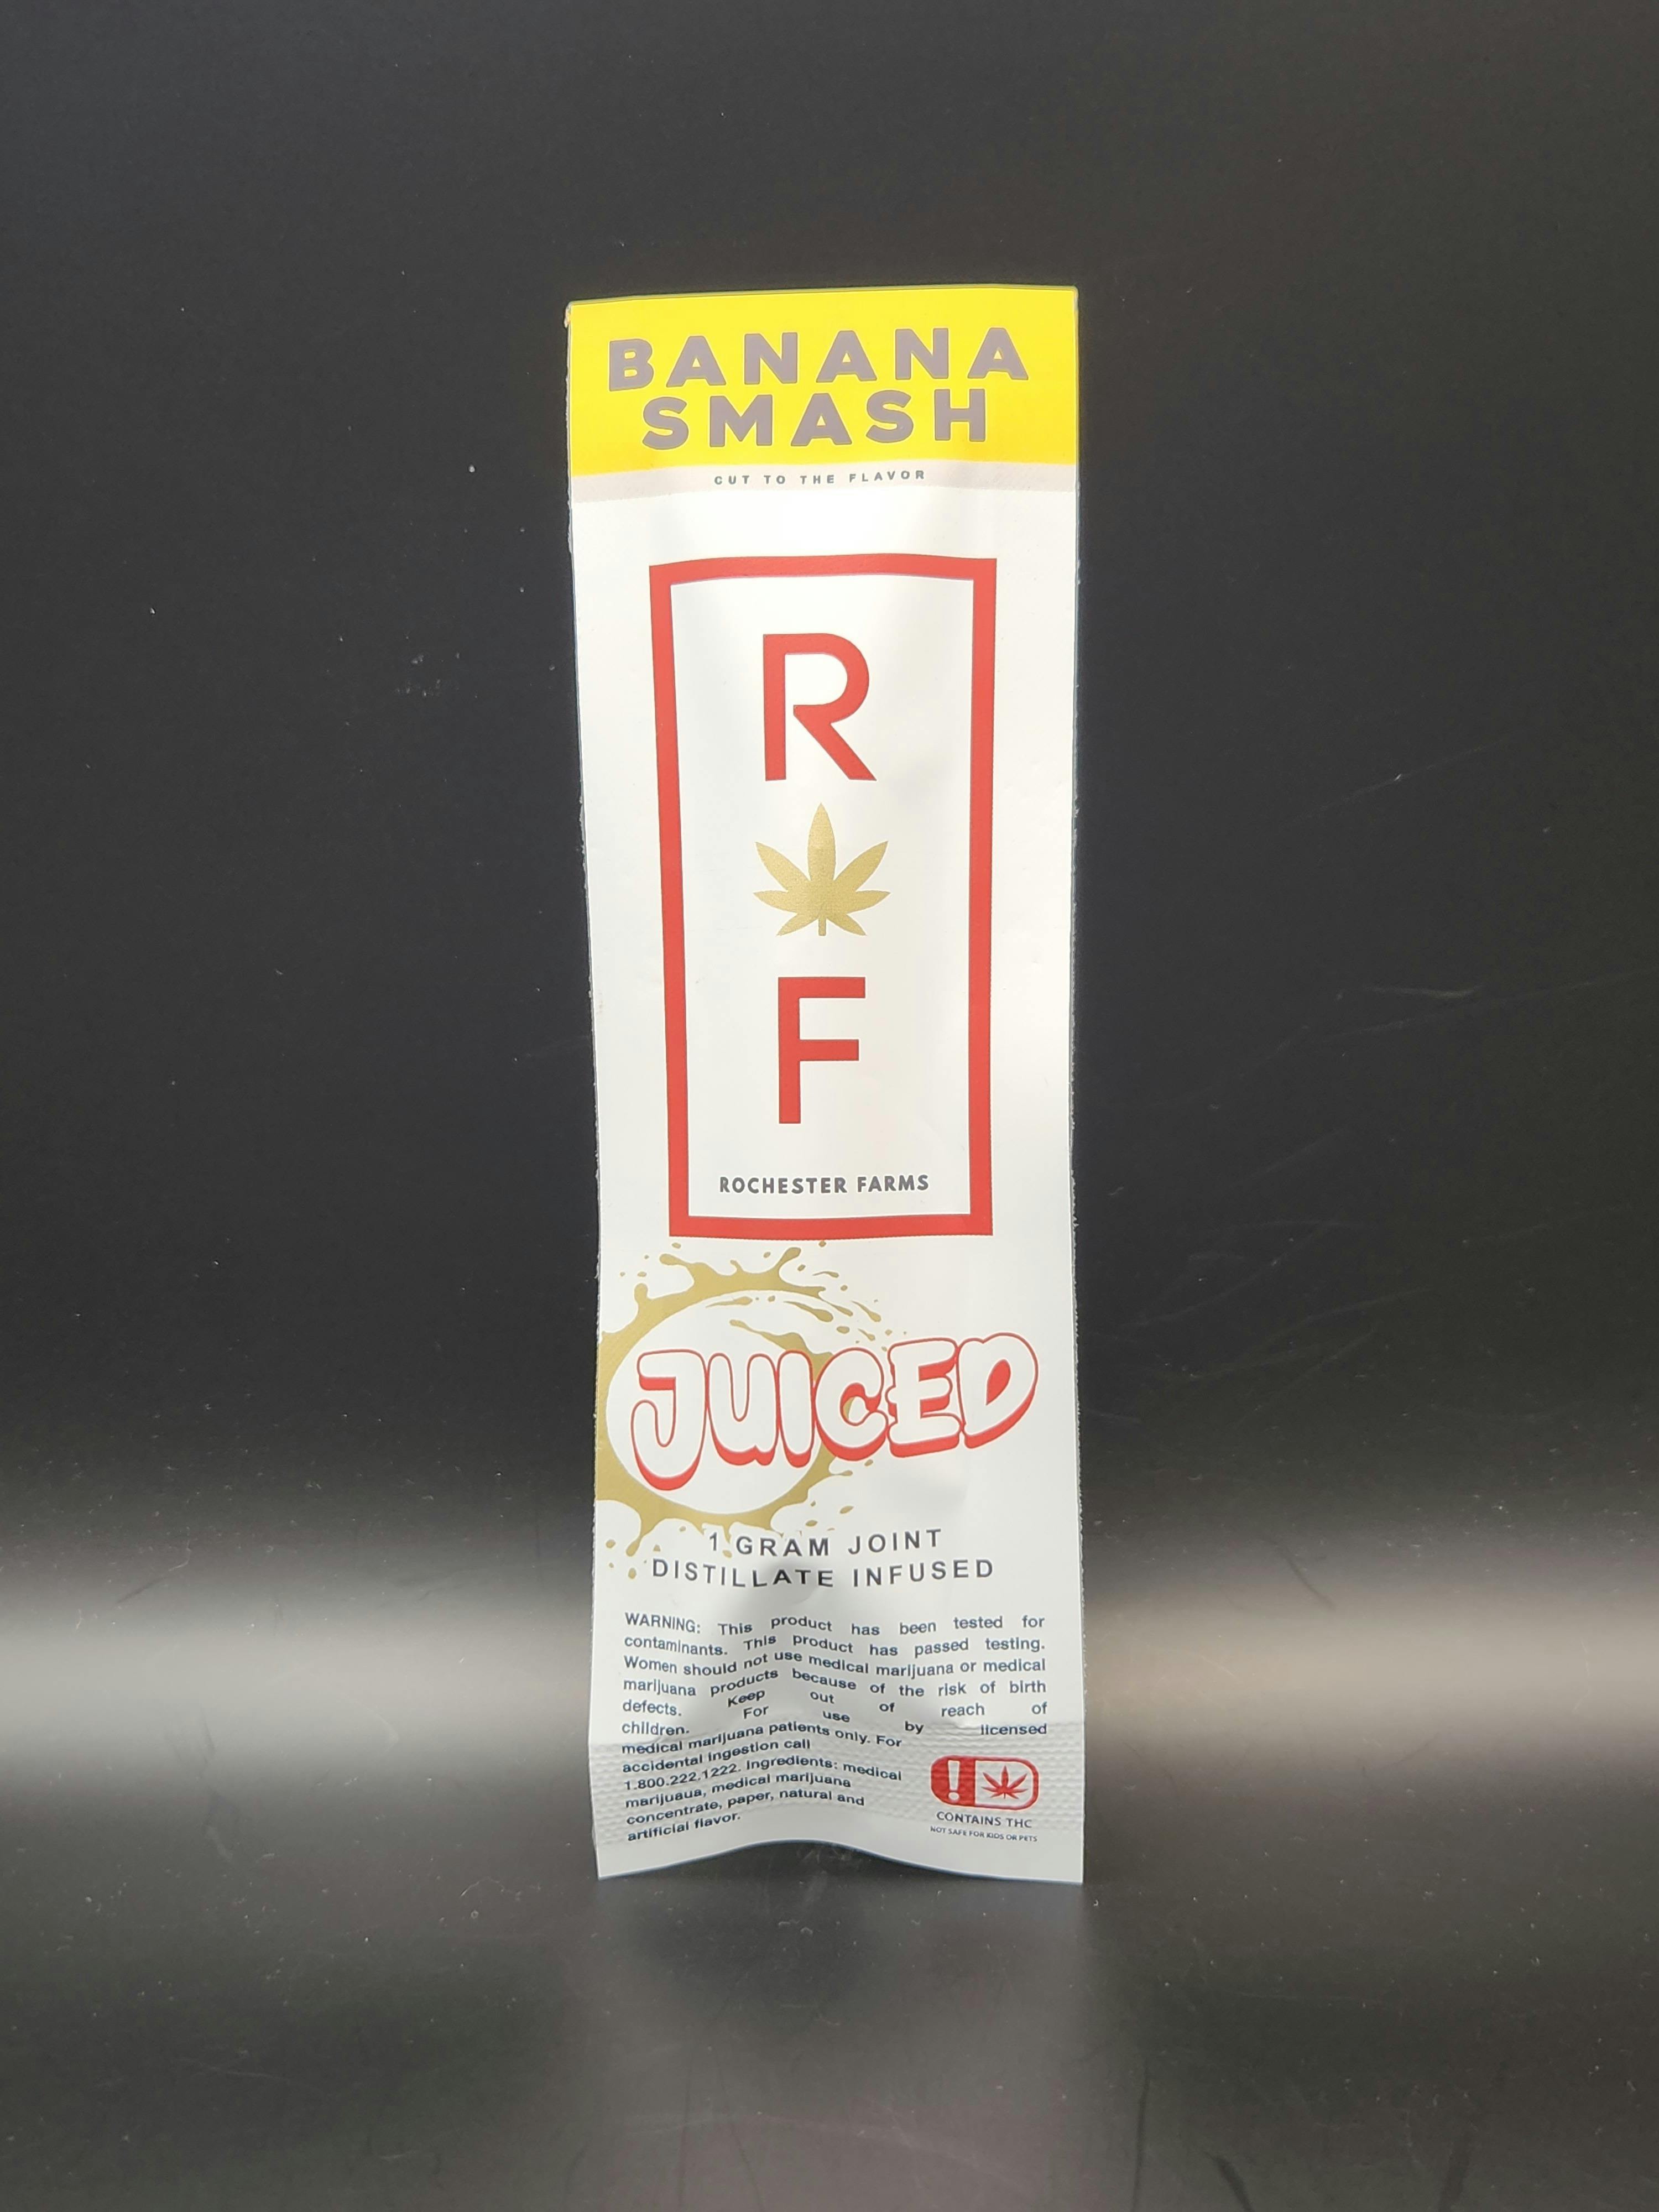 BANANA
SMASH
CUT TO THE FLAVOR
R
F
ROCHESTER FARMS
JUICED
1 GRAM JOINT
DISTILLATE INFUSED
WARNING: This product has been tested for
contaminants. This product has passed testing.
Women should not use medical marijuana or medical
marijuana products because of the risk of birth
defects. Keep out of reach of
children. For use by licensed
medical marijuana patients only. For
accidental ingestion call
1.800.222.1222. Ingredients: medical
marijuaua, medical marijuana
concentrate, paper, natural and
artificial flavor.
CONTAINS THC
NOT SAFE FOR KIDS OR PETS